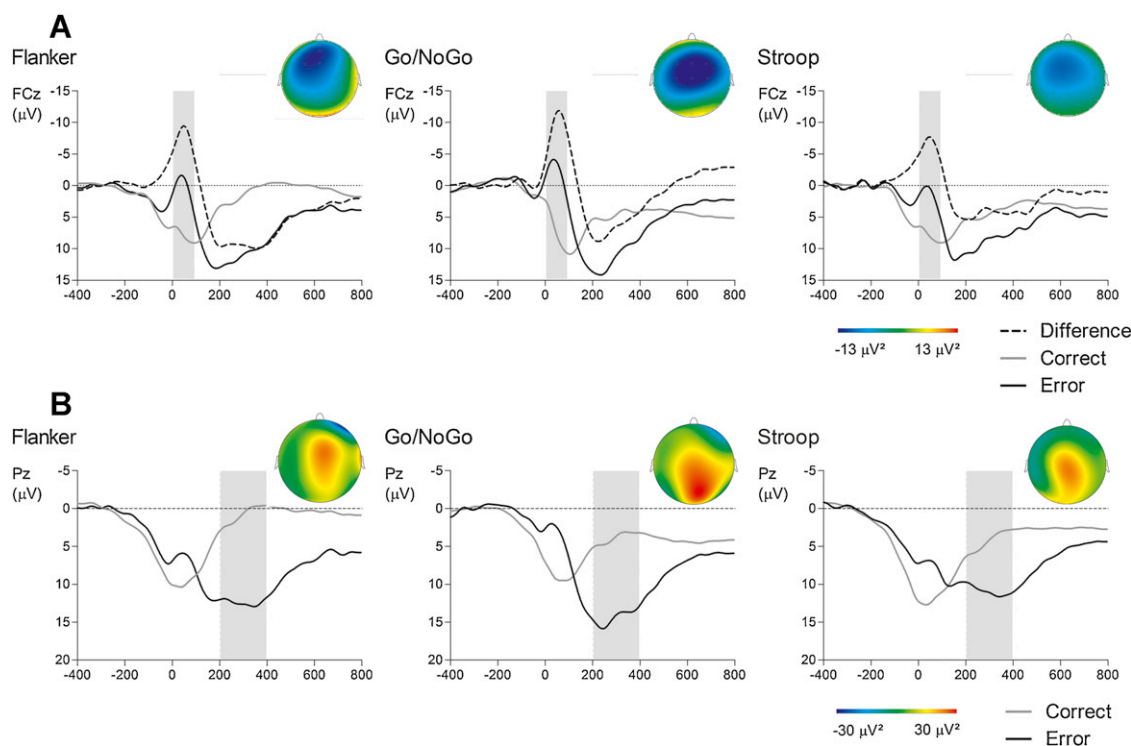 A
Flanker Go/NoGo Stroop
FCz FCz FCz
(μV) (μV) (μV)
-15 -15 -15
-10 -10 -10
-5 -5 -5
0 0 0
5 5 5
10 10 10
15 15 15
-400 -200 0 200 400 600 800 -400 -200 0 200 400 600 800 -400 -200 0 200 400 600 800
-13 μV² 13 μV²
Difference
Correct
Error
B
Flanker Go/NoGo Stroop
Pz Pz Pz
(μV) (μV) (μV)
-5 -5 -5
0 0 0
5 5 5
10 10 10
15 15 15
20 20 20
-400 -200 0 200 400 600 800 -400 -200 0 200 400 600 800 -400 -200 0 200 400 600 800
-30 μV² 30 μV²
Correct
Error